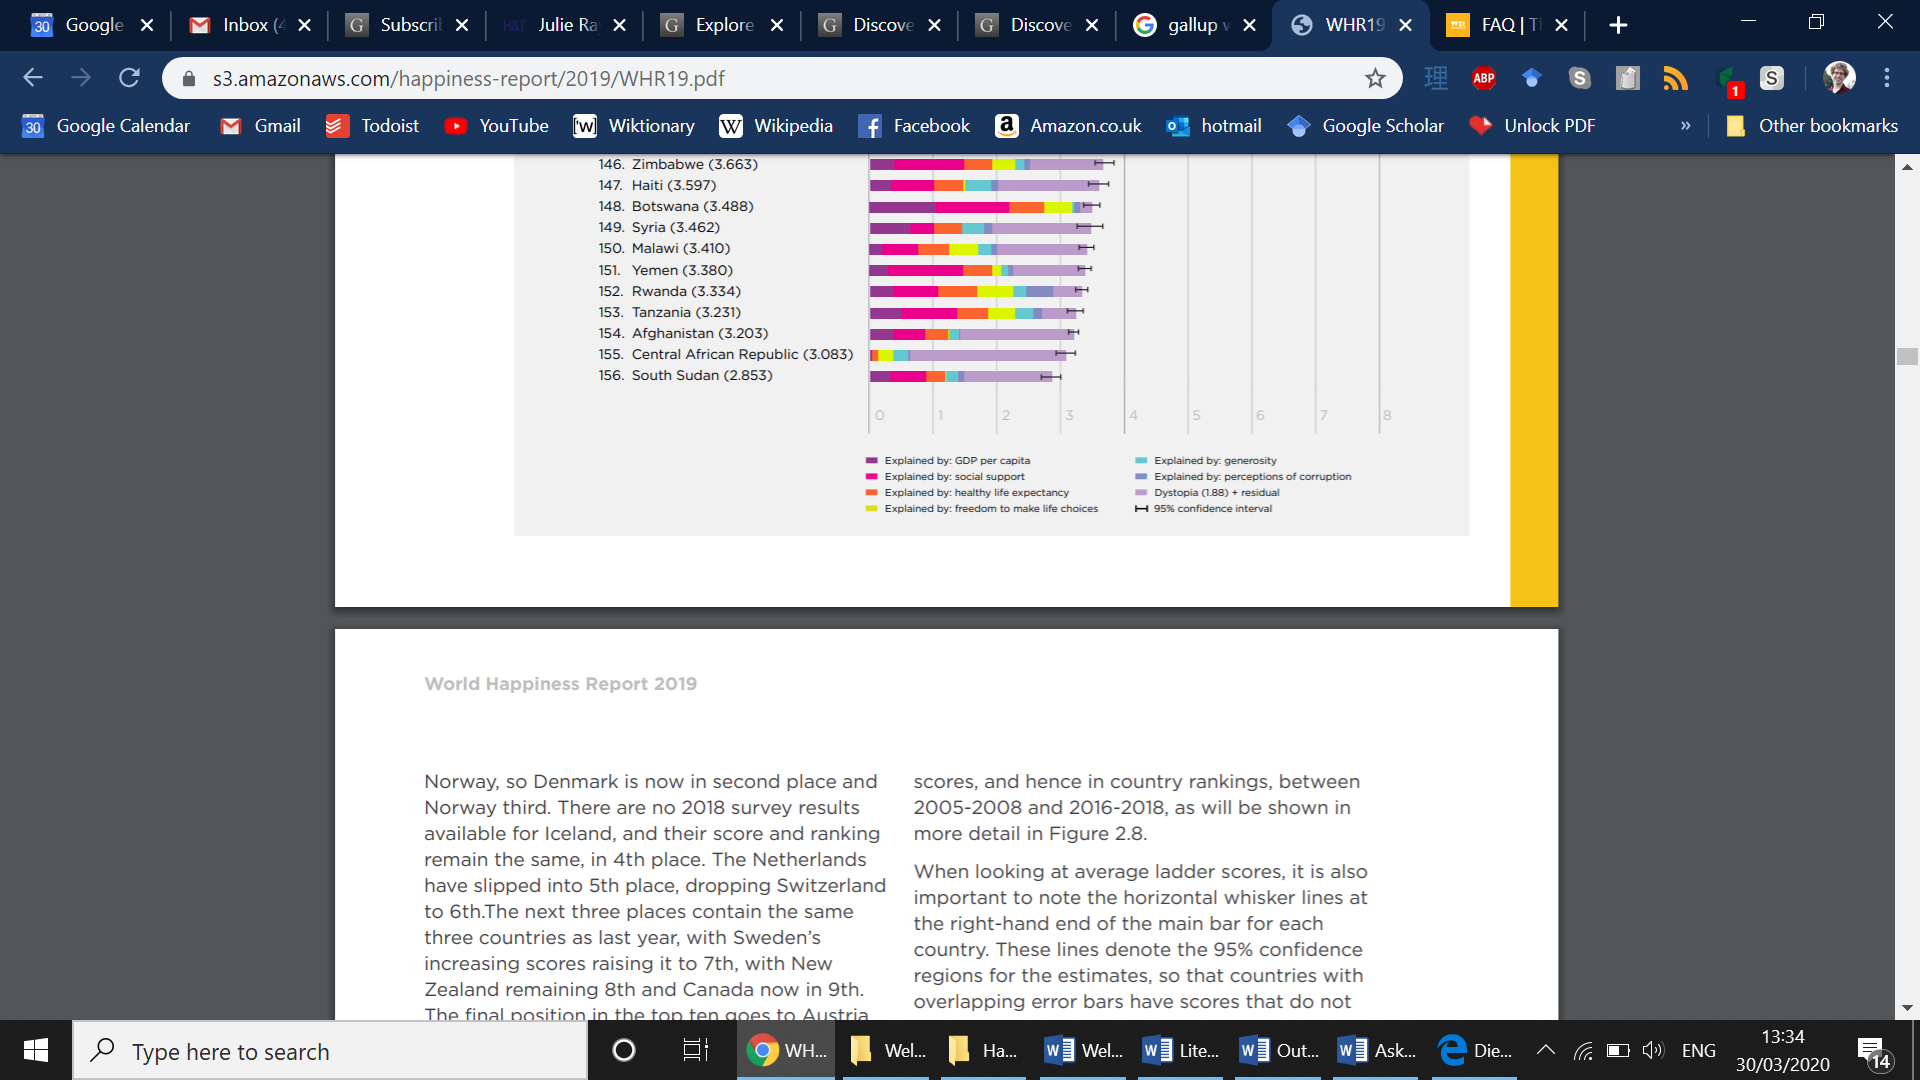 Google
Inbox (4
Subscri
H&T Julie Ra
Explore
Discove
Discove
gallup v
WHR19
FAQ | T
s3.amazonaws.com/happiness-report/2019/WHR19.pdf
理
ABP
S
1
S
30 Google Calendar
Gmail
Todoist
YouTube
['w] Wiktionary
W Wikipedia
Facebook
Amazon.co.uk
hotmail
Google Scholar
Unlock PDF
»
Other bookmarks
146. Zimbabwe (3.663)
147. Haiti (3.597)
148. Botswana (3.488)
149. Syria (3.462)
150. Malawi (3.410)
151. Yemen (3.380)
152. Rwanda (3.334)
153. Tanzania (3.231)
154. Afghanistan (3.203)
155. Central African Republic (3.083)
156. South Sudan (2.853)
0 1 2 3 4 5 6 7 8
Explained by: GDP per capita
Explained by: social support
Explained by: healthy life expectancy
Explained by: freedom to make life choices
Explained by: generosity
Explained by: perceptions of corruption
Dystopia (1.88) + residual
95% confidence interval
World Happiness Report 2019
Norway, so Denmark is now in second place and
Norway third. There are no 2018 survey results
available for Iceland, and their score and ranking
remain the same, in 4th place. The Netherlands
have slipped into 5th place, dropping Switzerland
to 6th.The next three places contain the same
three countries as last year, with Sweden's
increasing scores raising it to 7th, with New
Zealand remaining 8th and Canada now in 9th.
The final position in the top ten goes to Austria
scores, and hence in country rankings, between
2005-2008 and 2016-2018, as will be shown in
more detail in Figure 2.8.
When looking at average ladder scores, it is also
important to note the horizontal whisker lines at
the right-hand end of the main bar for each
country. These lines denote the 95% confidence
regions for the estimates, so that countries with
overlapping error bars have scores that do not
Type here to search
WH...
Wel...
Ha...
Wel...
Lite...
Out...
Ask...
Die...
ENG
13:34
30/03/2020
14